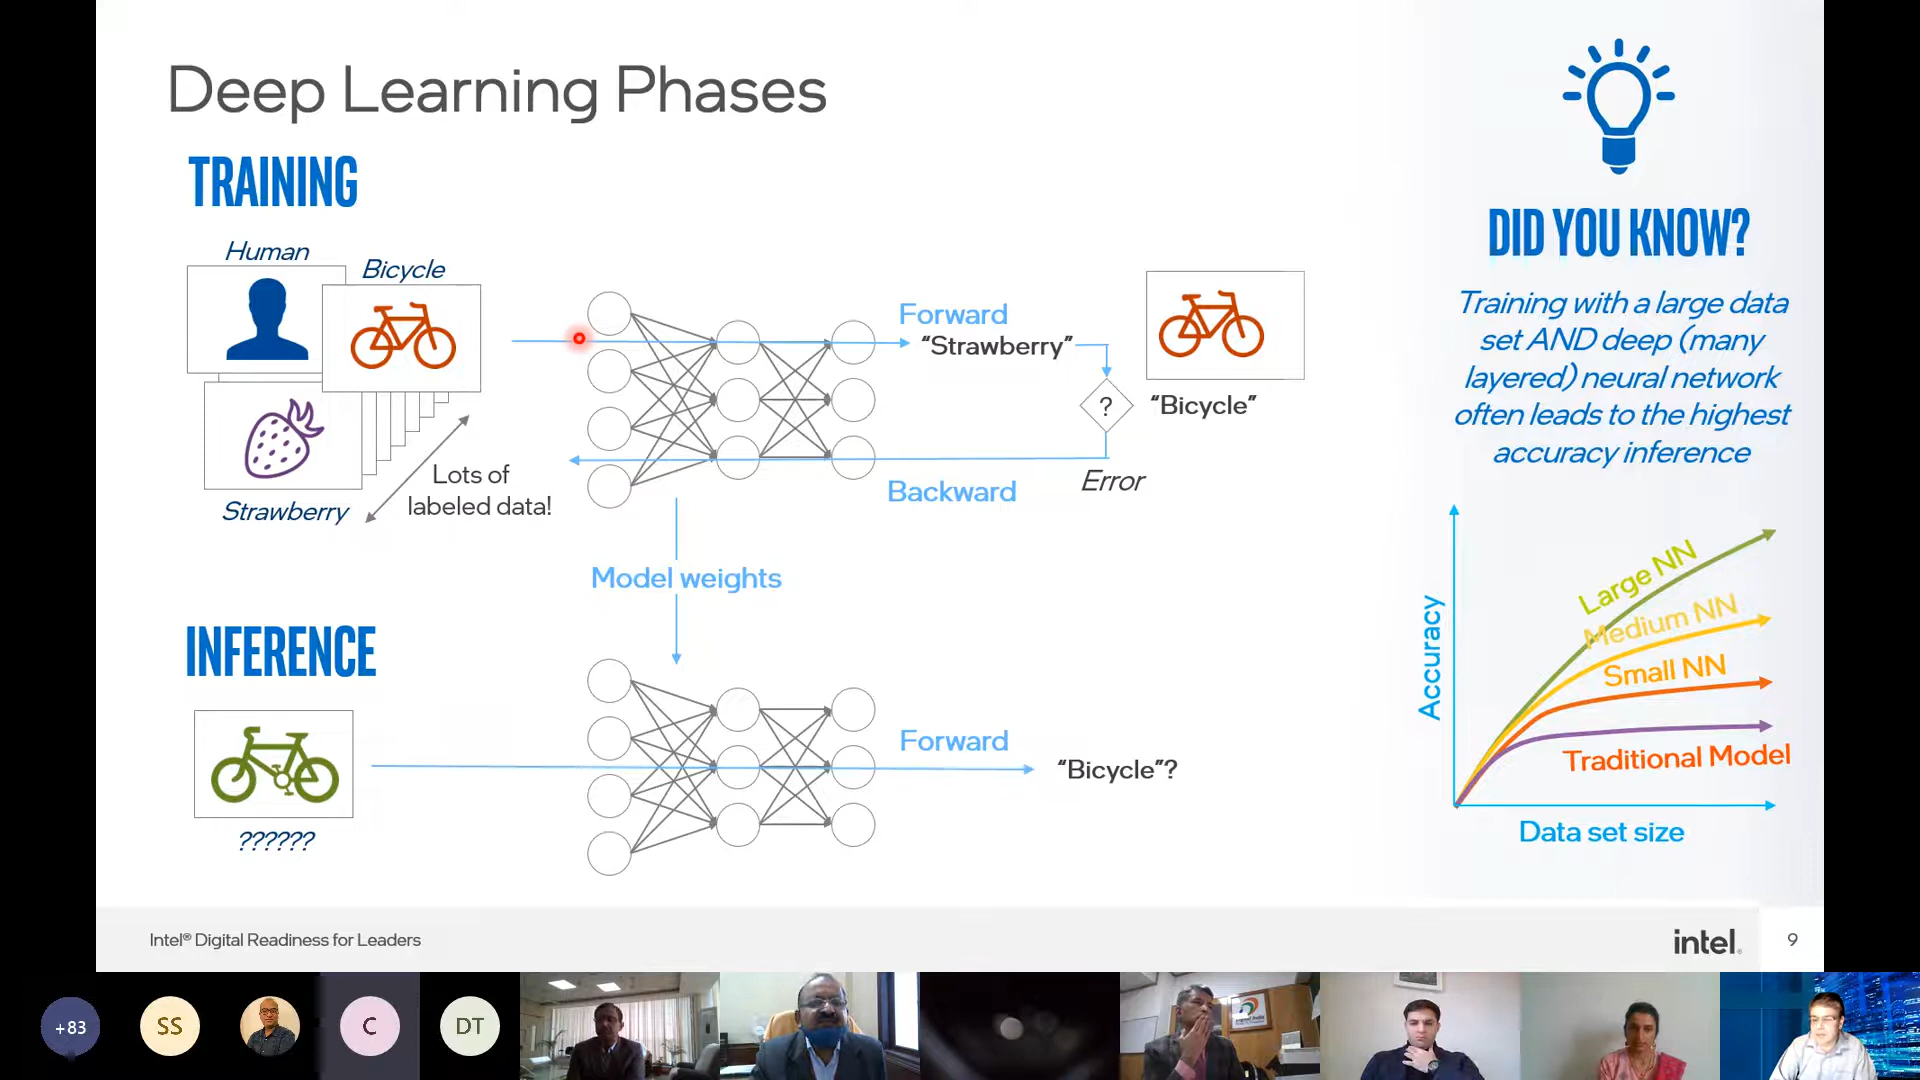 Deep Learning Phases
TRAINING
Human
Bicycle
Strawberry
Lots of
labeled data!
Forward
“Strawberry”
?
“Bicycle”
Error
Backward
Model weights
INFERENCE
??????
Forward
“Bicycle”?
DID YOU KNOW?
Training with a large data
set AND deep (many
layered) neural network
often leads to the highest
accuracy inference
Accuracy
Large NN
Medium NN
Small NN
Traditional Model
Data set size
Intel® Digital Readiness for Leaders
intel.
9
+83
SS
C
DT